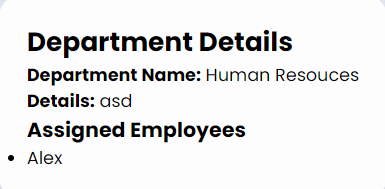 Department Details
Department Name: Human Resouces
Details: asd
Assigned Employees
• Alex